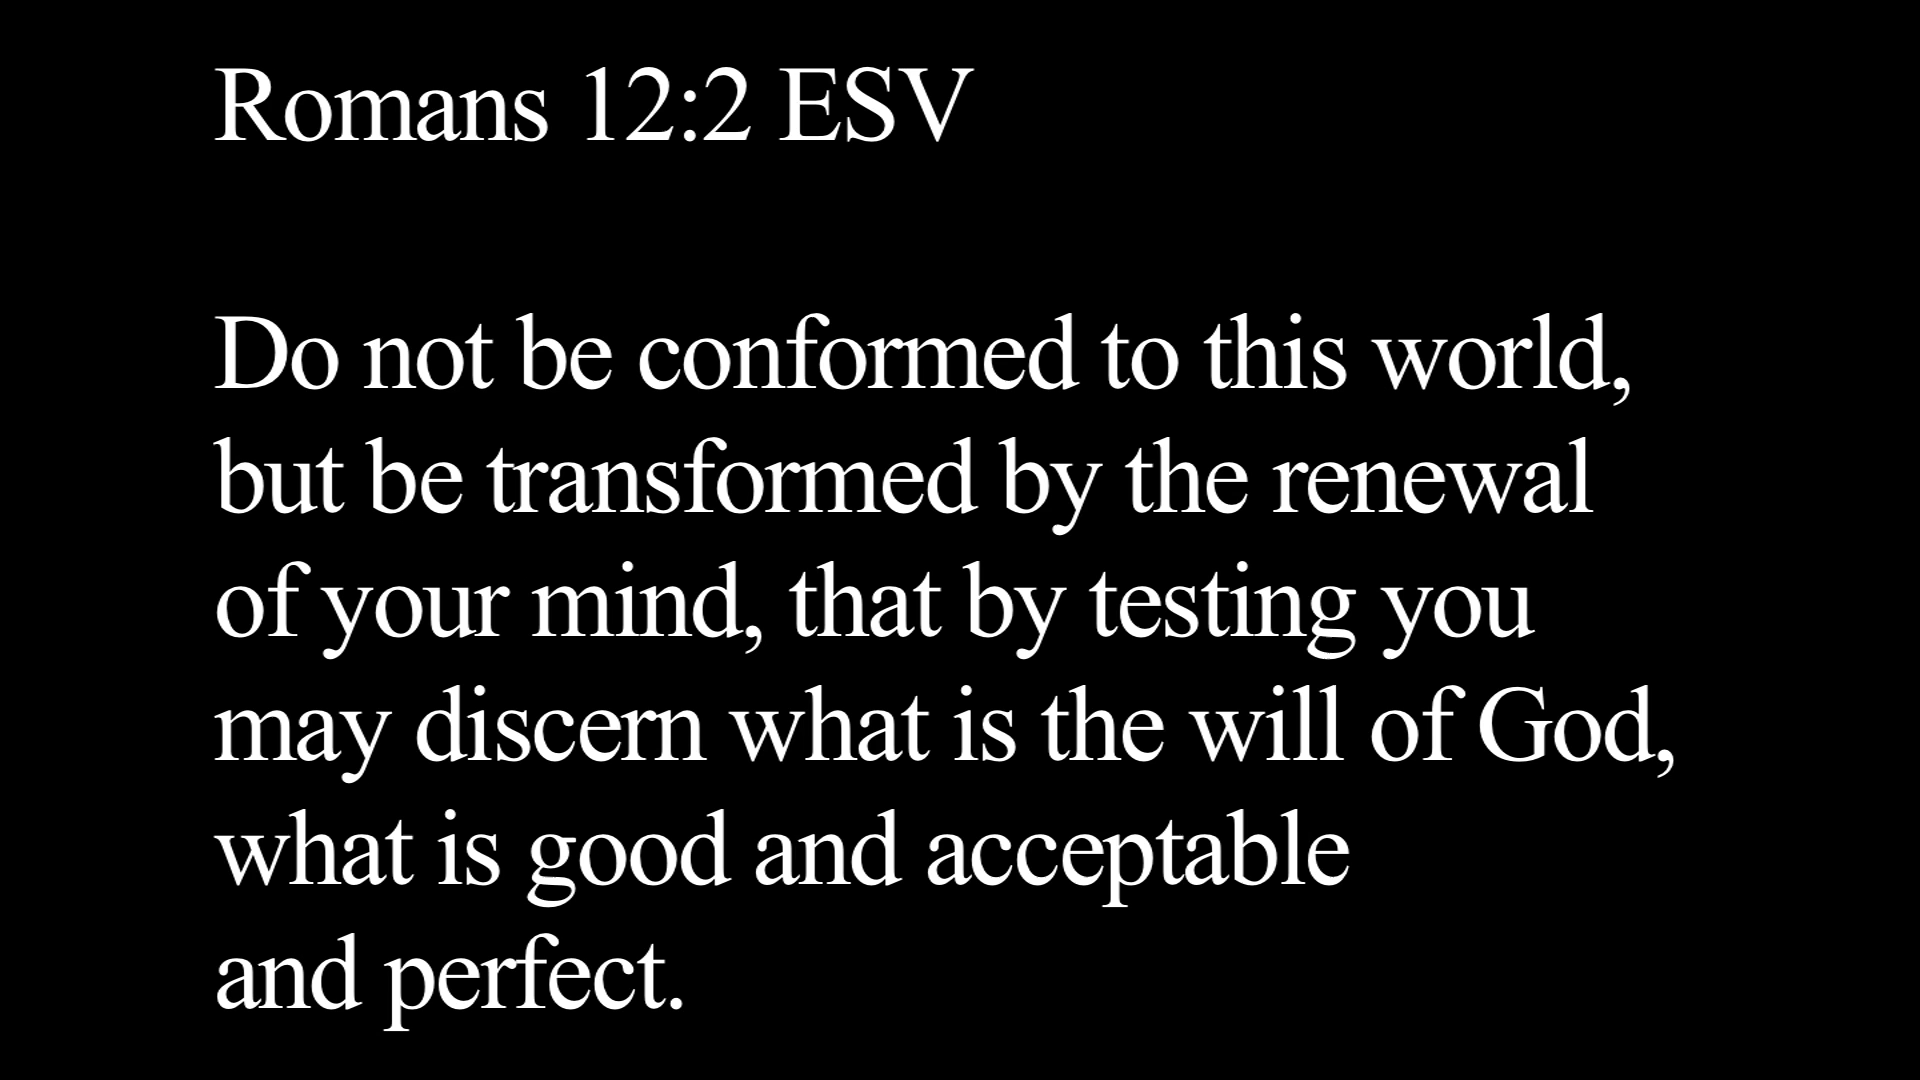 Romans 12:2 ESV
Do not be conformed to this world,
but be transformed by the renewal
of your mind, that by testing you
may discern what is the will of God,
what is good and acceptable
and perfect.